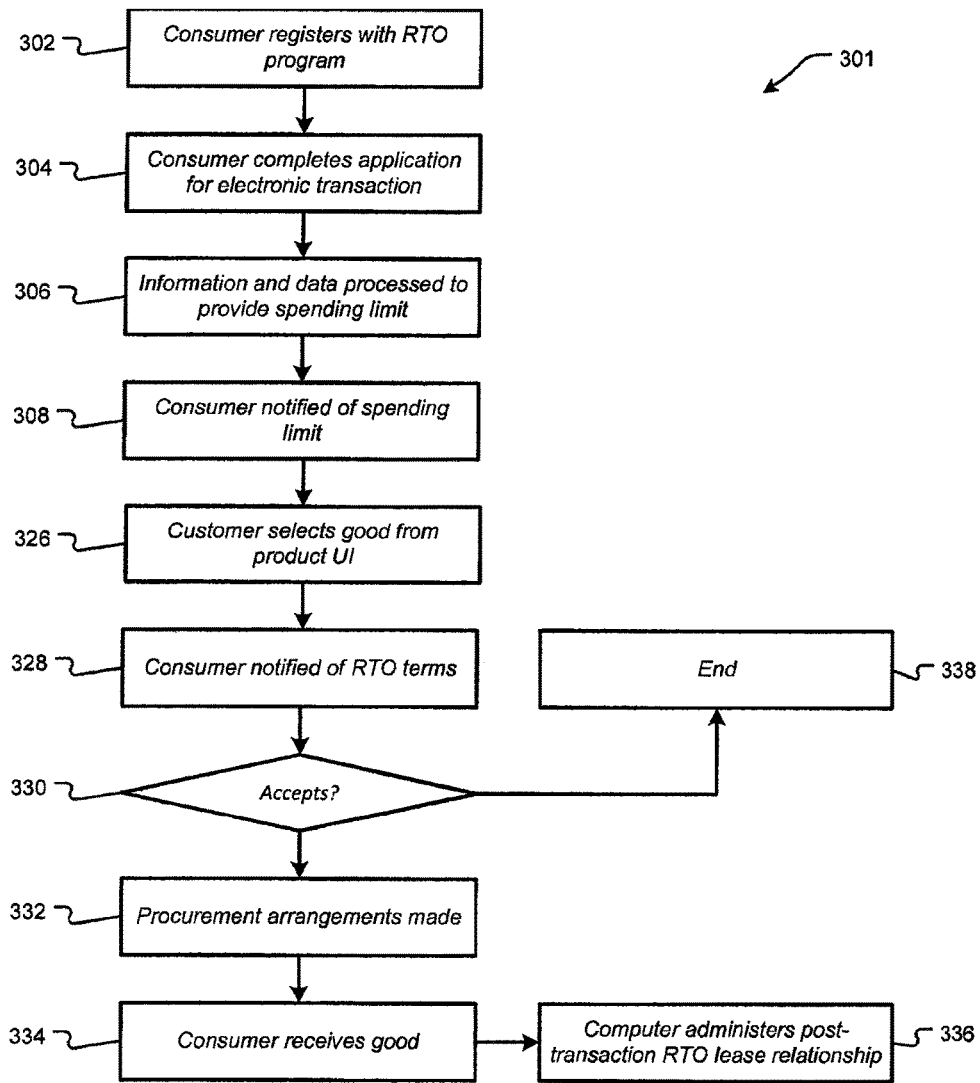 302
Consumer registers with RTO
program
301
304
Consumer completes application
for electronic transaction
306
Information and data processed to
provide spending limit
308
Consumer notified of spending
limit
326
Customer selects good from
product UI
328
Consumer notified of RTO terms
End
338
330
Accepts?
332
Procurement arrangements made
334
Consumer receives good
Computer administers post-
transaction RTO lease relationship
336